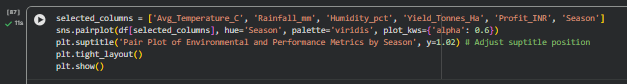 [87]
11s
selected_columns = ['Avg_Temperature_C', 'Rainfall_mm', 'Humidity_pct', 'Yield_Tonnes_Ha', 'Profit_INR', 'Season']
sns.pairplot(df[selected_columns], hue='Season', palette='viridis', plot_kws={'alpha': 0.6})
plt.suptitle('Pair Plot of Environmental and Performance Metrics by Season', y=1.02) # Adjust suptitle position
plt.tight_layout()
plt.show()